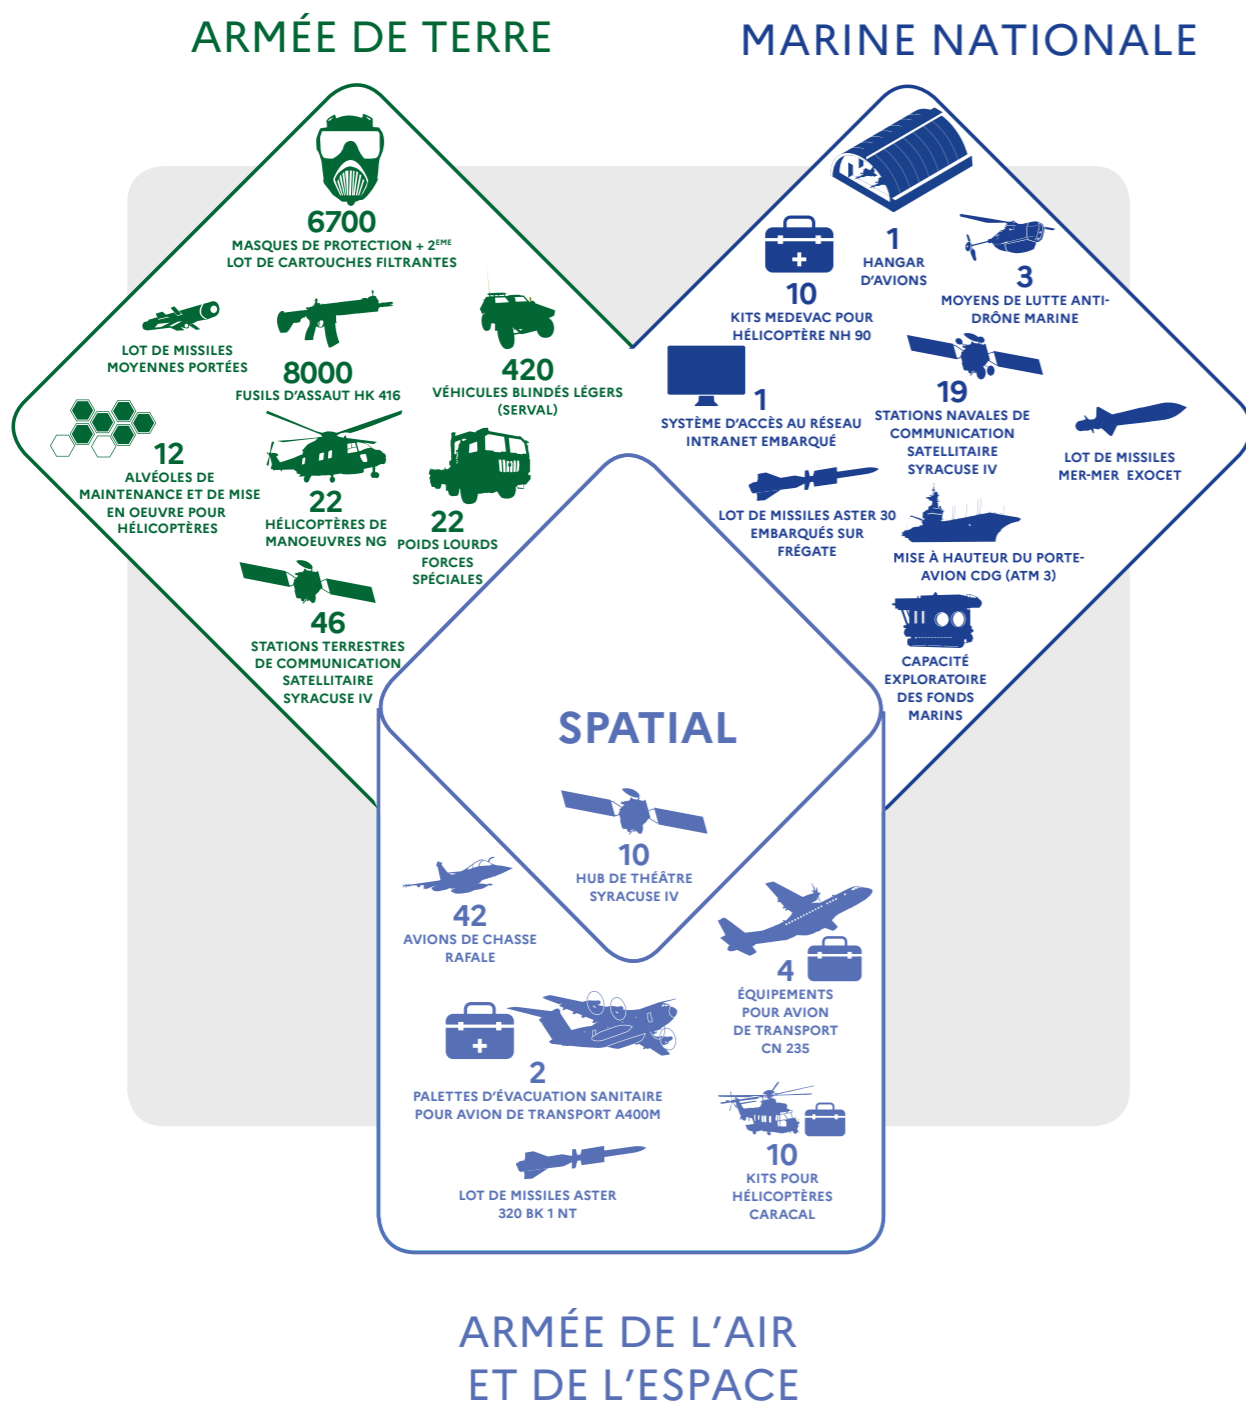 ARMÉE DE TERRE
6700
MASQUES DE PROTECTION + 2EME
LOT DE CARTOUCHES FILTRANTES
LOT DE MISSILES
MOYENNES PORTÉES
8000
FUSILS D'ASSAUT HK 416
420
VÉHICULES BLINDÉS LÉGERS
(SERVAL)
12
ALVÉOLES DE
MAINTENANCE ET DE MISE
EN OEUVRE POUR
HÉLICOPTÈRES
22
HÉLICOPTÈRES DE
MANOEUVRES NG
22
POIDS LOURDS
FORCES
SPÉCIALES
46
STATIONS TERRESTRES
DE COMMUNICATION
SATELLITAIRE
SYRACUSE IV
MARINE NATIONALE
1
HANGAR
D'AVIONS
10
KITS MEDEVAC POUR
HÉLICOPTÈRE NH 90
3
MOYENS DE LUTTE ANTI-
DRÔNE MARINE
1
SYSTÈME D'ACCÈS AU RÉSEAU
INTRANET EMBARQUÉ
19
STATIONS NAVALES DE
COMMUNICATION
SATELLITAIRE
SYRACUSE IV
LOT DE MISSILES
MER-MER EXOCET
LOT DE MISSILES ASTER 30
EMBARQUÉS SUR
FRÉGATE
MISE À HAUTEUR DU PORTE-
AVION CDG (ATM 3)
CAPACITÉ
EXPLORATOIRE
DES FONDS
MARINS
SPATIAL
10
HUB DE THÉÂTRE
SYRACUSE IV
42
AVIONS DE CHASSE
RAFALE
4
ÉQUIPEMENTS
POUR AVION
DE TRANSPORT
CN 235
2
PALETTES D'ÉVACUATION SANITAIRE
POUR AVION DE TRANSPORT A400M
LOT DE MISSILES ASTER
320 BK 1 NT
10
KITS POUR
HÉLICOPTÈRES
CARACAL
ARMÉE DE L'AIR
ET DE L'ESPACE